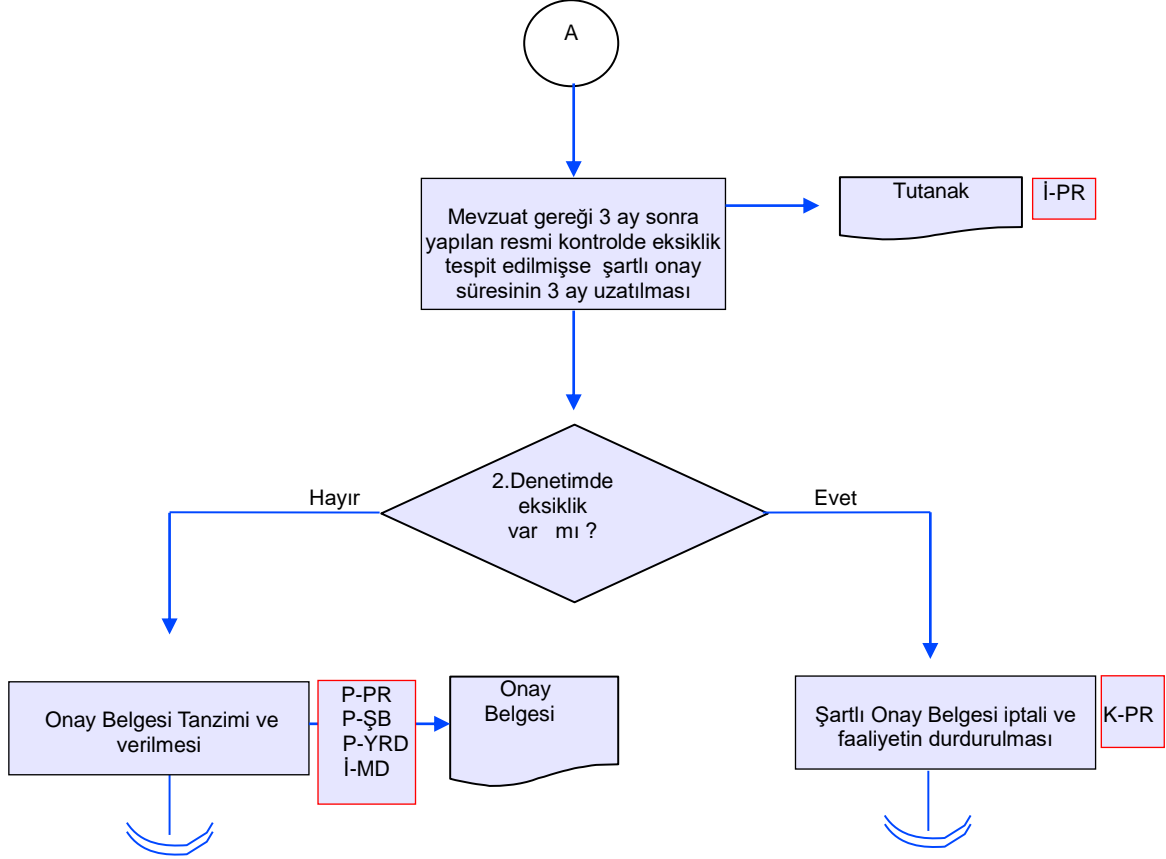 A
Mevzuat gereği 3 ay sonra
yapılan resmi kontrolde eksiklik
tespit edilmişse şartlı onay
süresinin 3 ay uzatılması
Tutanak
İ-PR
2.Denetimde
eksiklik
var mı ?
Hayır
Evet
Onay Belgesi Tanzimi ve
verilmesi
P-PR
P-ŞB
P-YRD
İ-MD
Onay
Belgesi
Şartlı Onay Belgesi iptali ve
faaliyetin durdurulması
K-PR